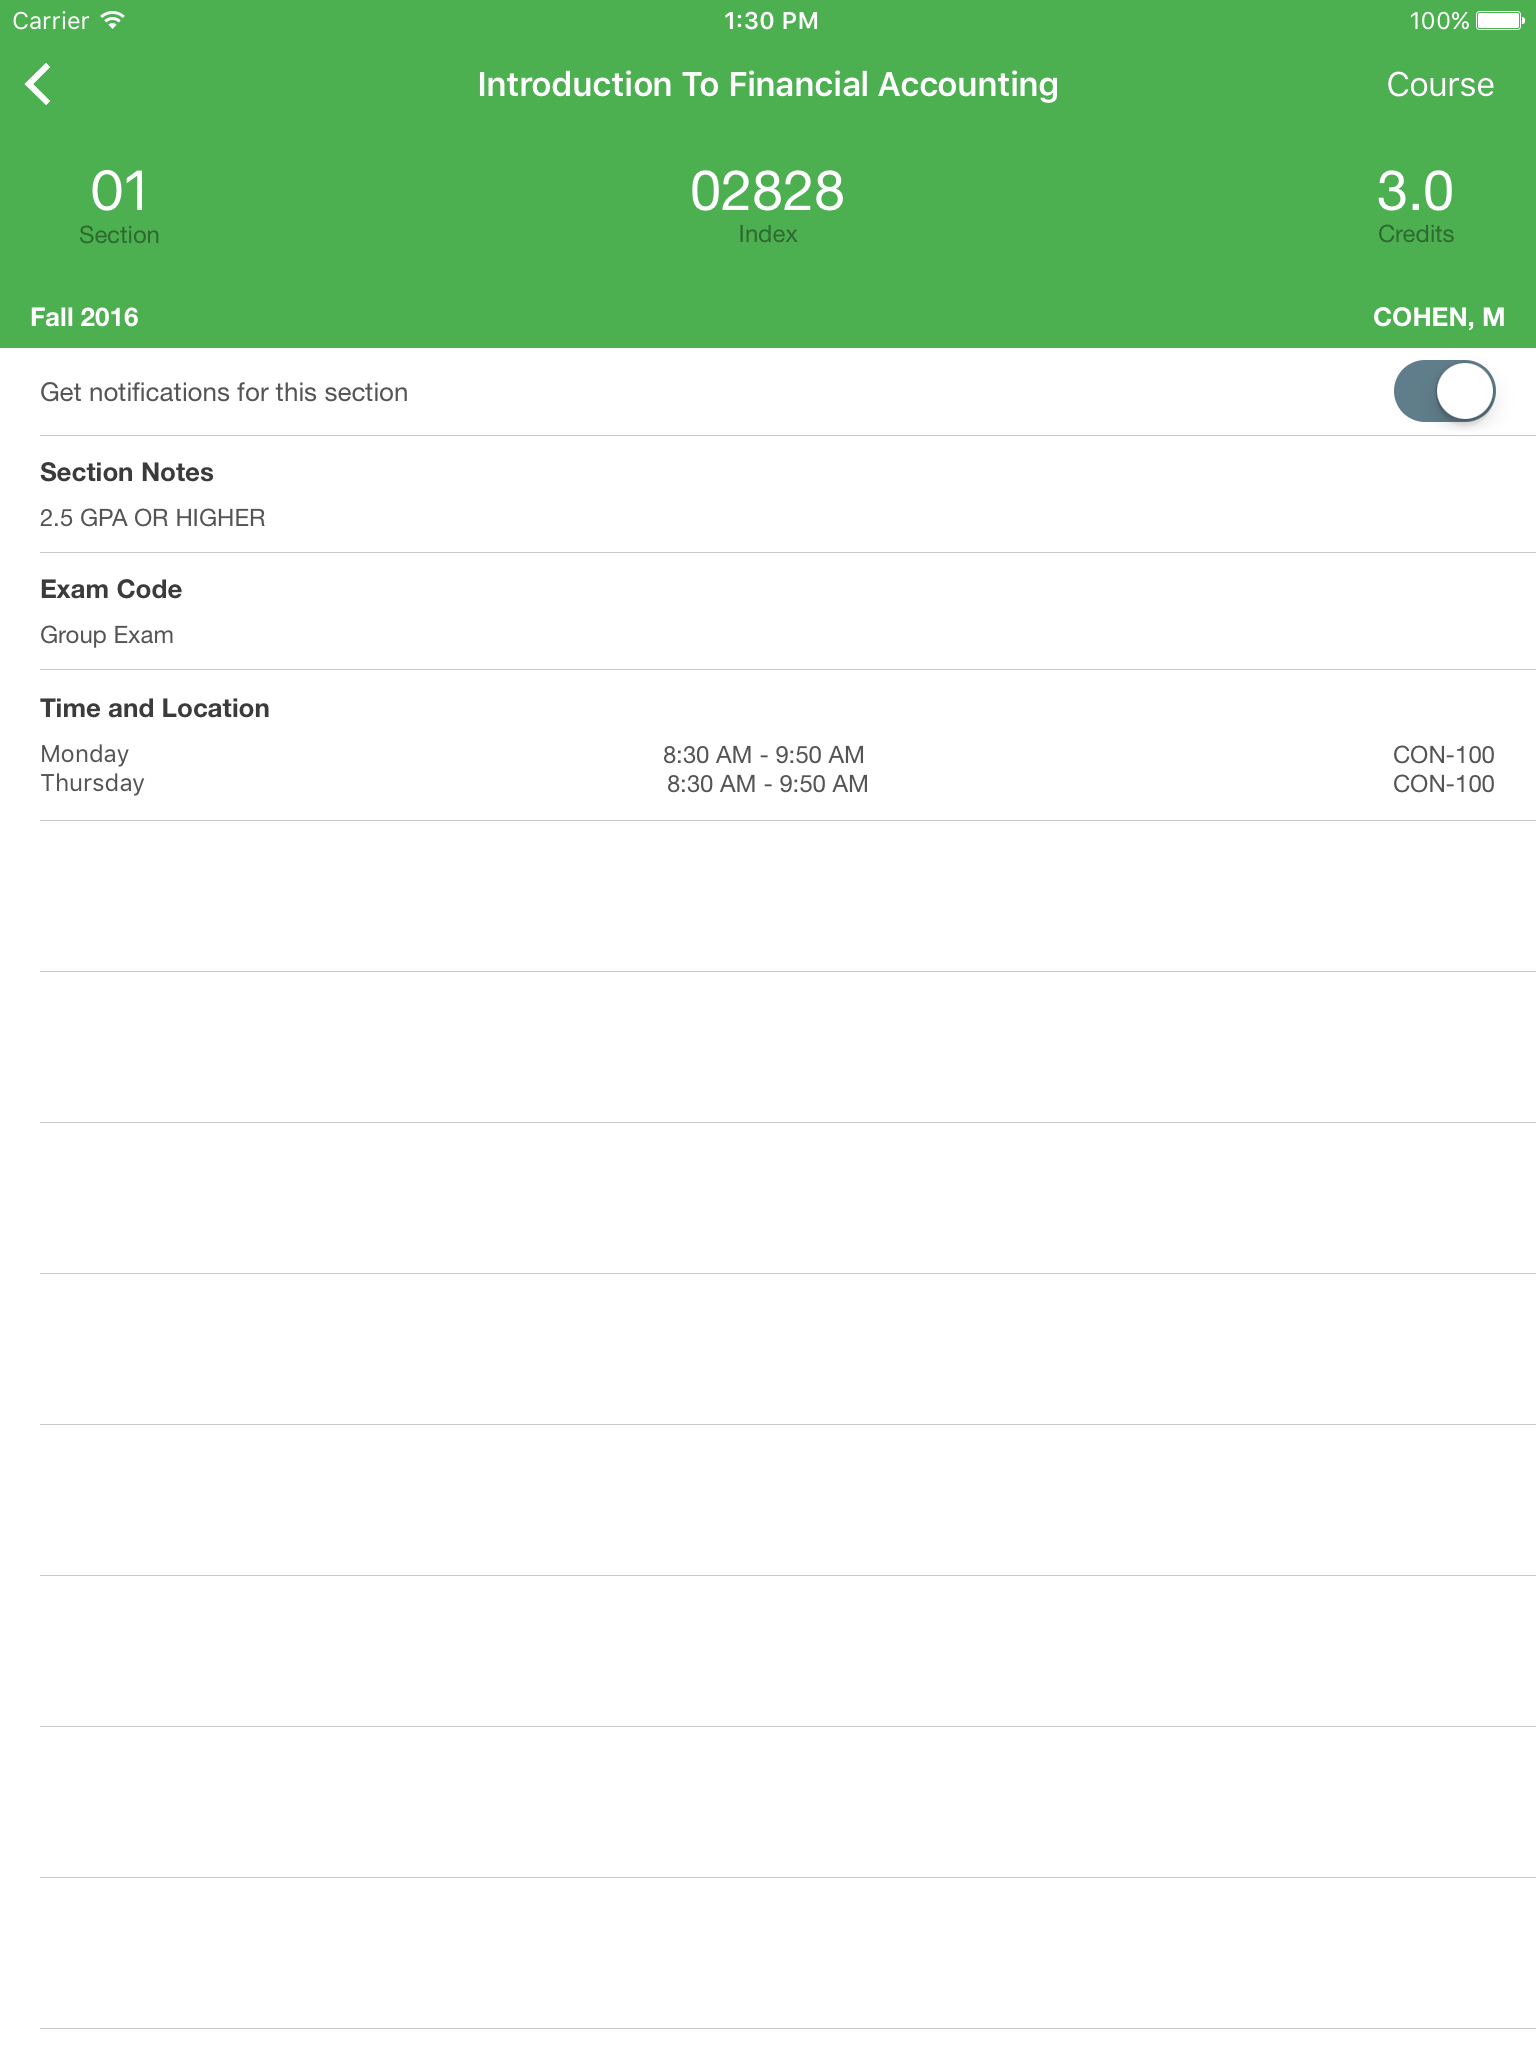 Carrier 1:30 PM 100%
Introduction To Financial Accounting Course
01 02828 3.0
Section Index Credits
Fall 2016 COHEN, M
Get notifications for this section
Section Notes
2.5 GPA OR HIGHER
Exam Code
Group Exam
Time and Location
Monday 8:30 AM - 9:50 AM CON-100
Thursday 8:30 AM - 9:50 AM CON-100